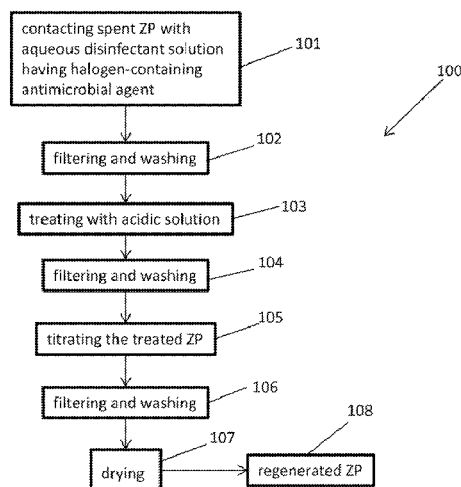 contacting spent ZP with
aqueous disinfectant solution
having halogen-containing
antimicrobial agent
101
100
102
filtering and washing
103
treating with acidic solution
104
filtering and washing
105
titrating the treated ZP
106
filtering and washing
107
108
drying
regenerated ZP